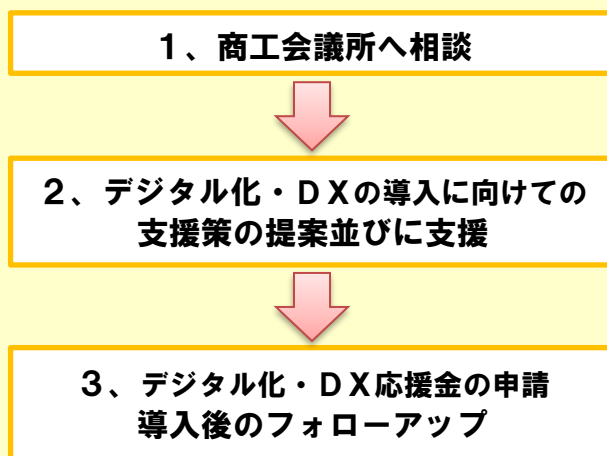 １、商工会議所へ相談
２、デジタル化・ＤＸの導入に向けての
支援策の提案並びに支援
３、デジタル化・ＤＸ応援金の申請
導入後のフォローアップ